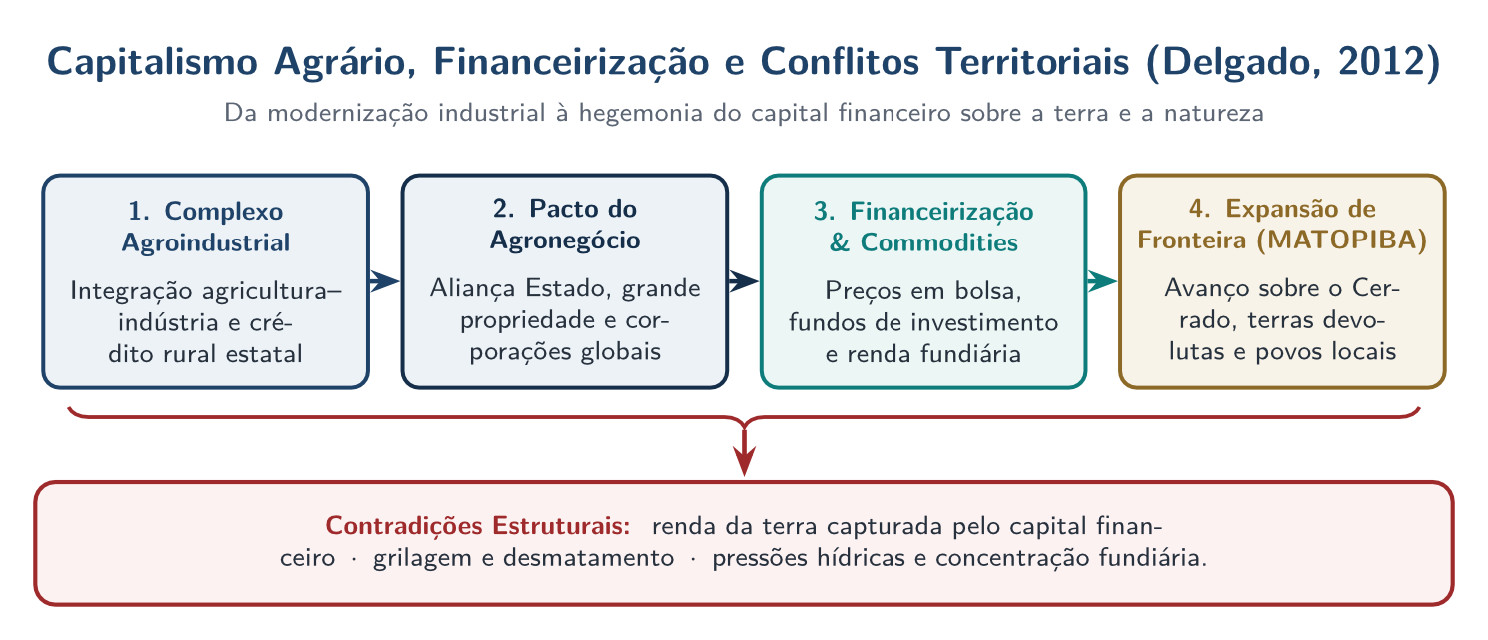 Capitalismo Agrário, Financeirização e Conflitos Territoriais (Delgado, 2012)
Da modernização industrial à hegemonia do capital financeiro sobre a terra e a natureza
1. Complexo
Agroindustrial
Integração agricultura–
indústria e cré-
dito rural estatal
2. Pacto do
Agronegócio
Aliança Estado, grande
propriedade e cor-
porações globais
3. Financeirização
& Commodities
Preços em bolsa,
fundos de investimento
e renda fundiária
4. Expansão de
Fronteira (MATOPIBA)
Avanço sobre o Cer-
rado, terras devo-
lutas e povos locais
Contradições Estruturais: renda da terra capturada pelo capital finan-
ceiro · grilagem e desmatamento · pressões hídricas e concentração fundiária.